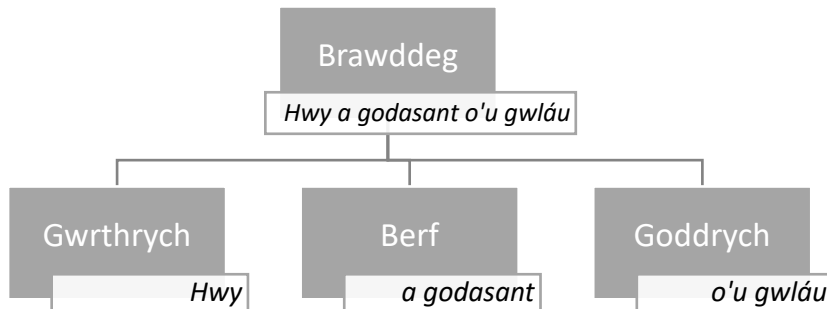 Brawddeg
Hwy a godasant o'u gwláu
Gwrthrych
Hwy
Berf
a godasant
Goddrych
o'u gwláu